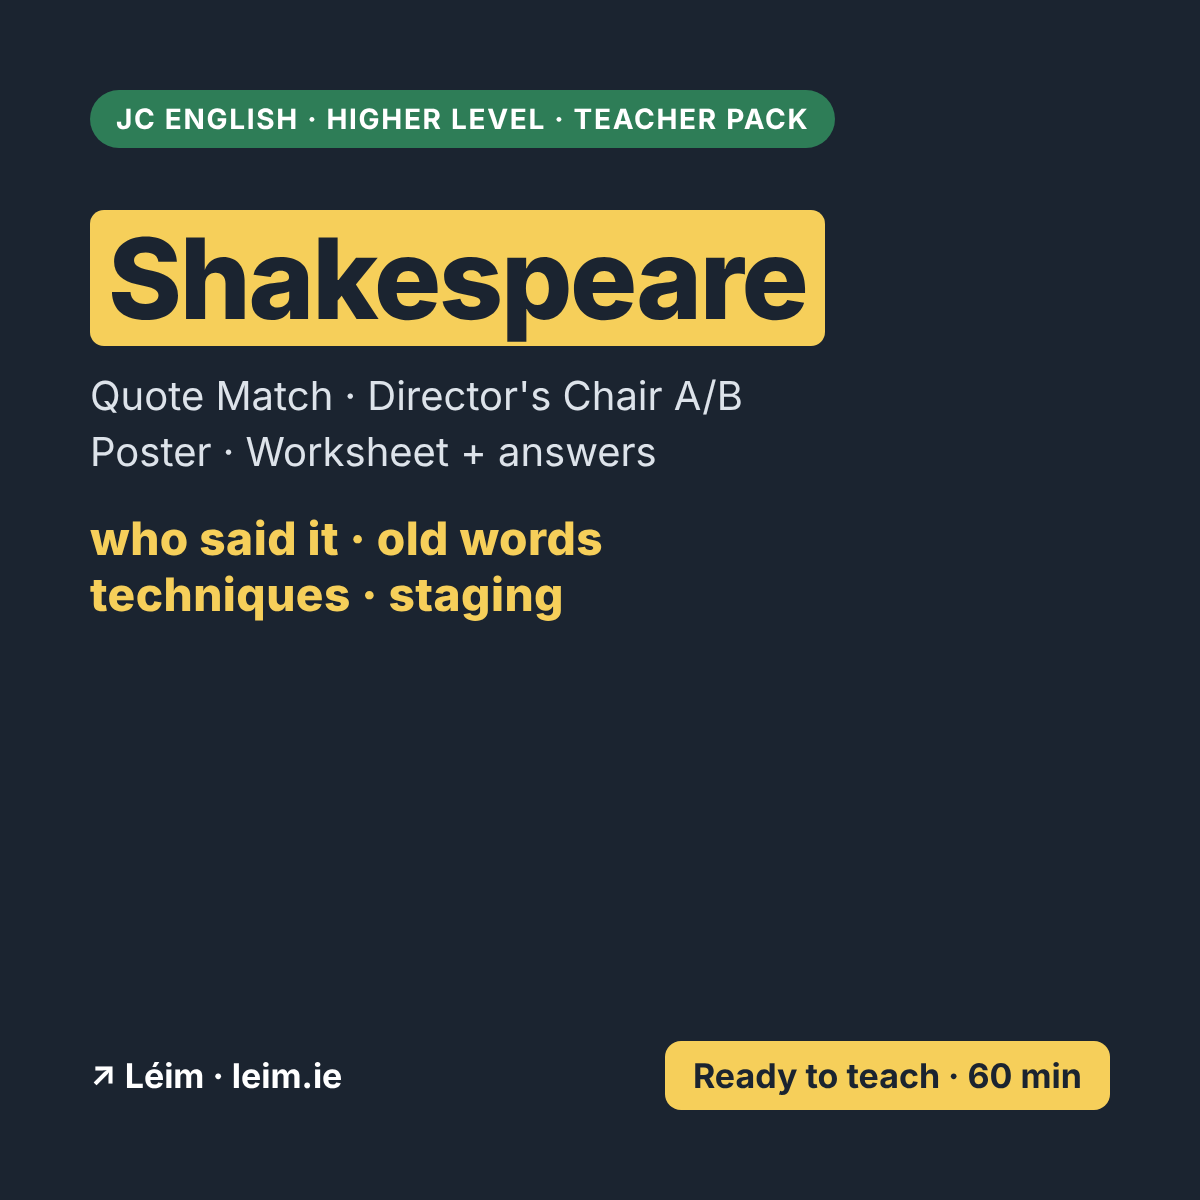 JC ENGLISH · HIGHER LEVEL · TEACHER PACK
Shakespeare
Quote Match · Director's Chair A/B
Poster · Worksheet + answers
who said it · old words
techniques · staging
↗ Léim · leim.ie
Ready to teach · 60 min